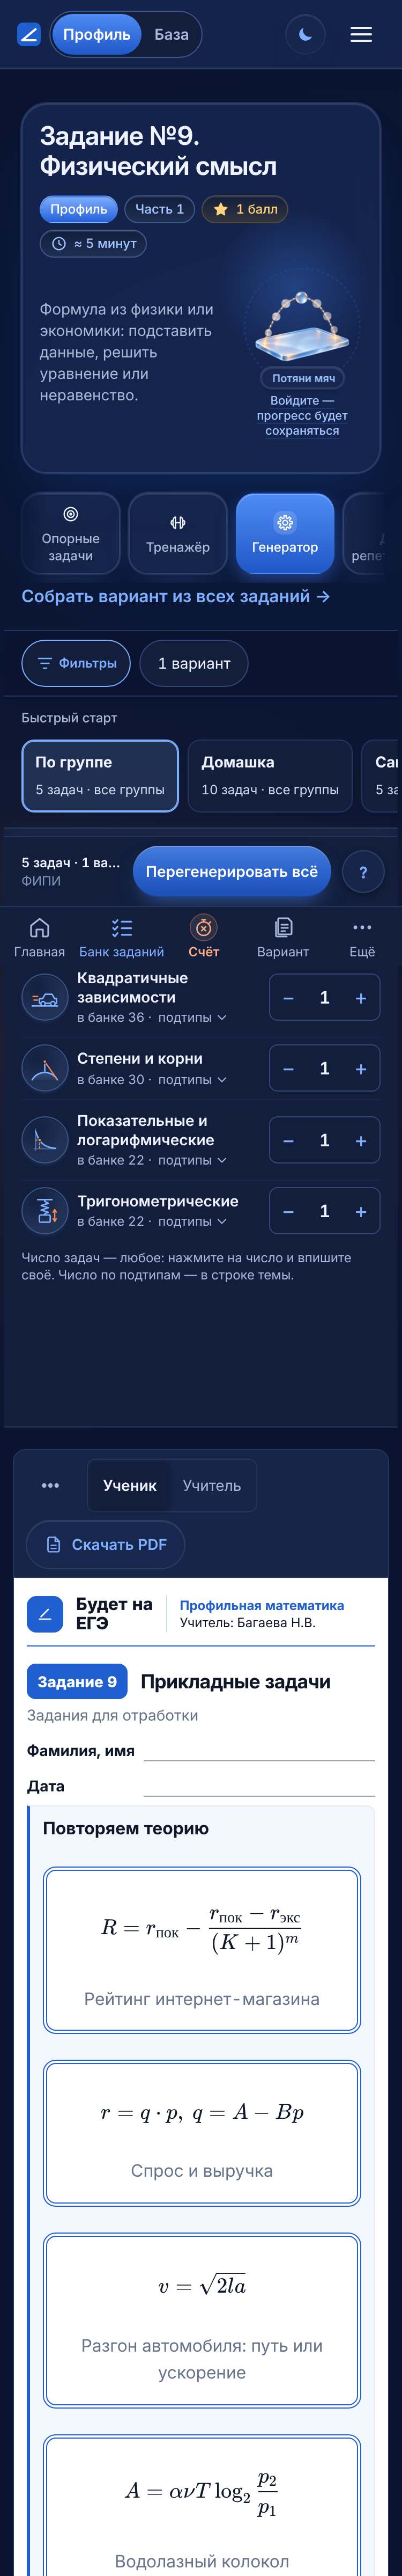 Профиль
База
Задание №9.
Физический смысл
Профиль
Часть 1
1 балл
≈ 5 минут
Формула из физики или
экономики: подставить
данные, решить
уравнение или
неравенство.
Потяни мяч
Войдите —
прогресс будет
сохраняться
Опорные
задачи
Тренажёр
Генератор
Собрать вариант из всех заданий →
Фильтры
1 вариант
Быстрый старт
По группе
5 задач · все группы
Домашка
10 задач · все группы
5 задач · 1 ва...
ФИПИ
Перегенерировать всё
?
Главная
Банк заданий
Счёт
Вариант
Ещё
Квадратичные
зависимости
в банке 36 · подтипы
− 1 +
Степени и корни
в банке 30 · подтипы
− 1 +
Показательные и
логарифмические
в банке 22 · подтипы
− 1 +
Тригонометрические
в банке 22 · подтипы
− 1 +
Число задач — любое: нажмите на число и впишите
своё. Число по подтипам — в строке темы.
Ученик
Учитель
Скачать PDF
Будет на
ЕГЭ
Профильная математика
Учитель: Багаева Н.В.
Задание 9
Прикладные задачи
Задания для отработки
Фамилия, имя
Дата
Повторяем теорию
R = r_пок − (r_пок − r_экс)/(K + 1)^m
Рейтинг интернет-магазина
r = q · p, q = A − Bp
Спрос и выручка
v = √2la
Разгон автомобиля: путь или
ускорение
A = ανT log₂ p₂/p₁
Водолазный колокол